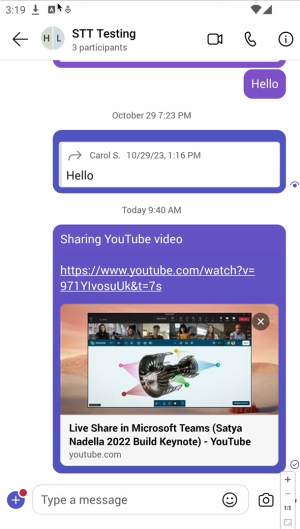 3:19
H L
STT Testing
3 participants
Hello
October 29 7:23 PM
Carol S. 10/29/23, 1:16 PM
Hello
Today 9:40 AM
Sharing YouTube video
https://www.youtube.com/watch?v=
971YIvosuUk&t=7s
Live Share in Microsoft Teams (Satya
Nadella 2022 Build Keynote) - YouTube
youtube.com
Type a message
1:1